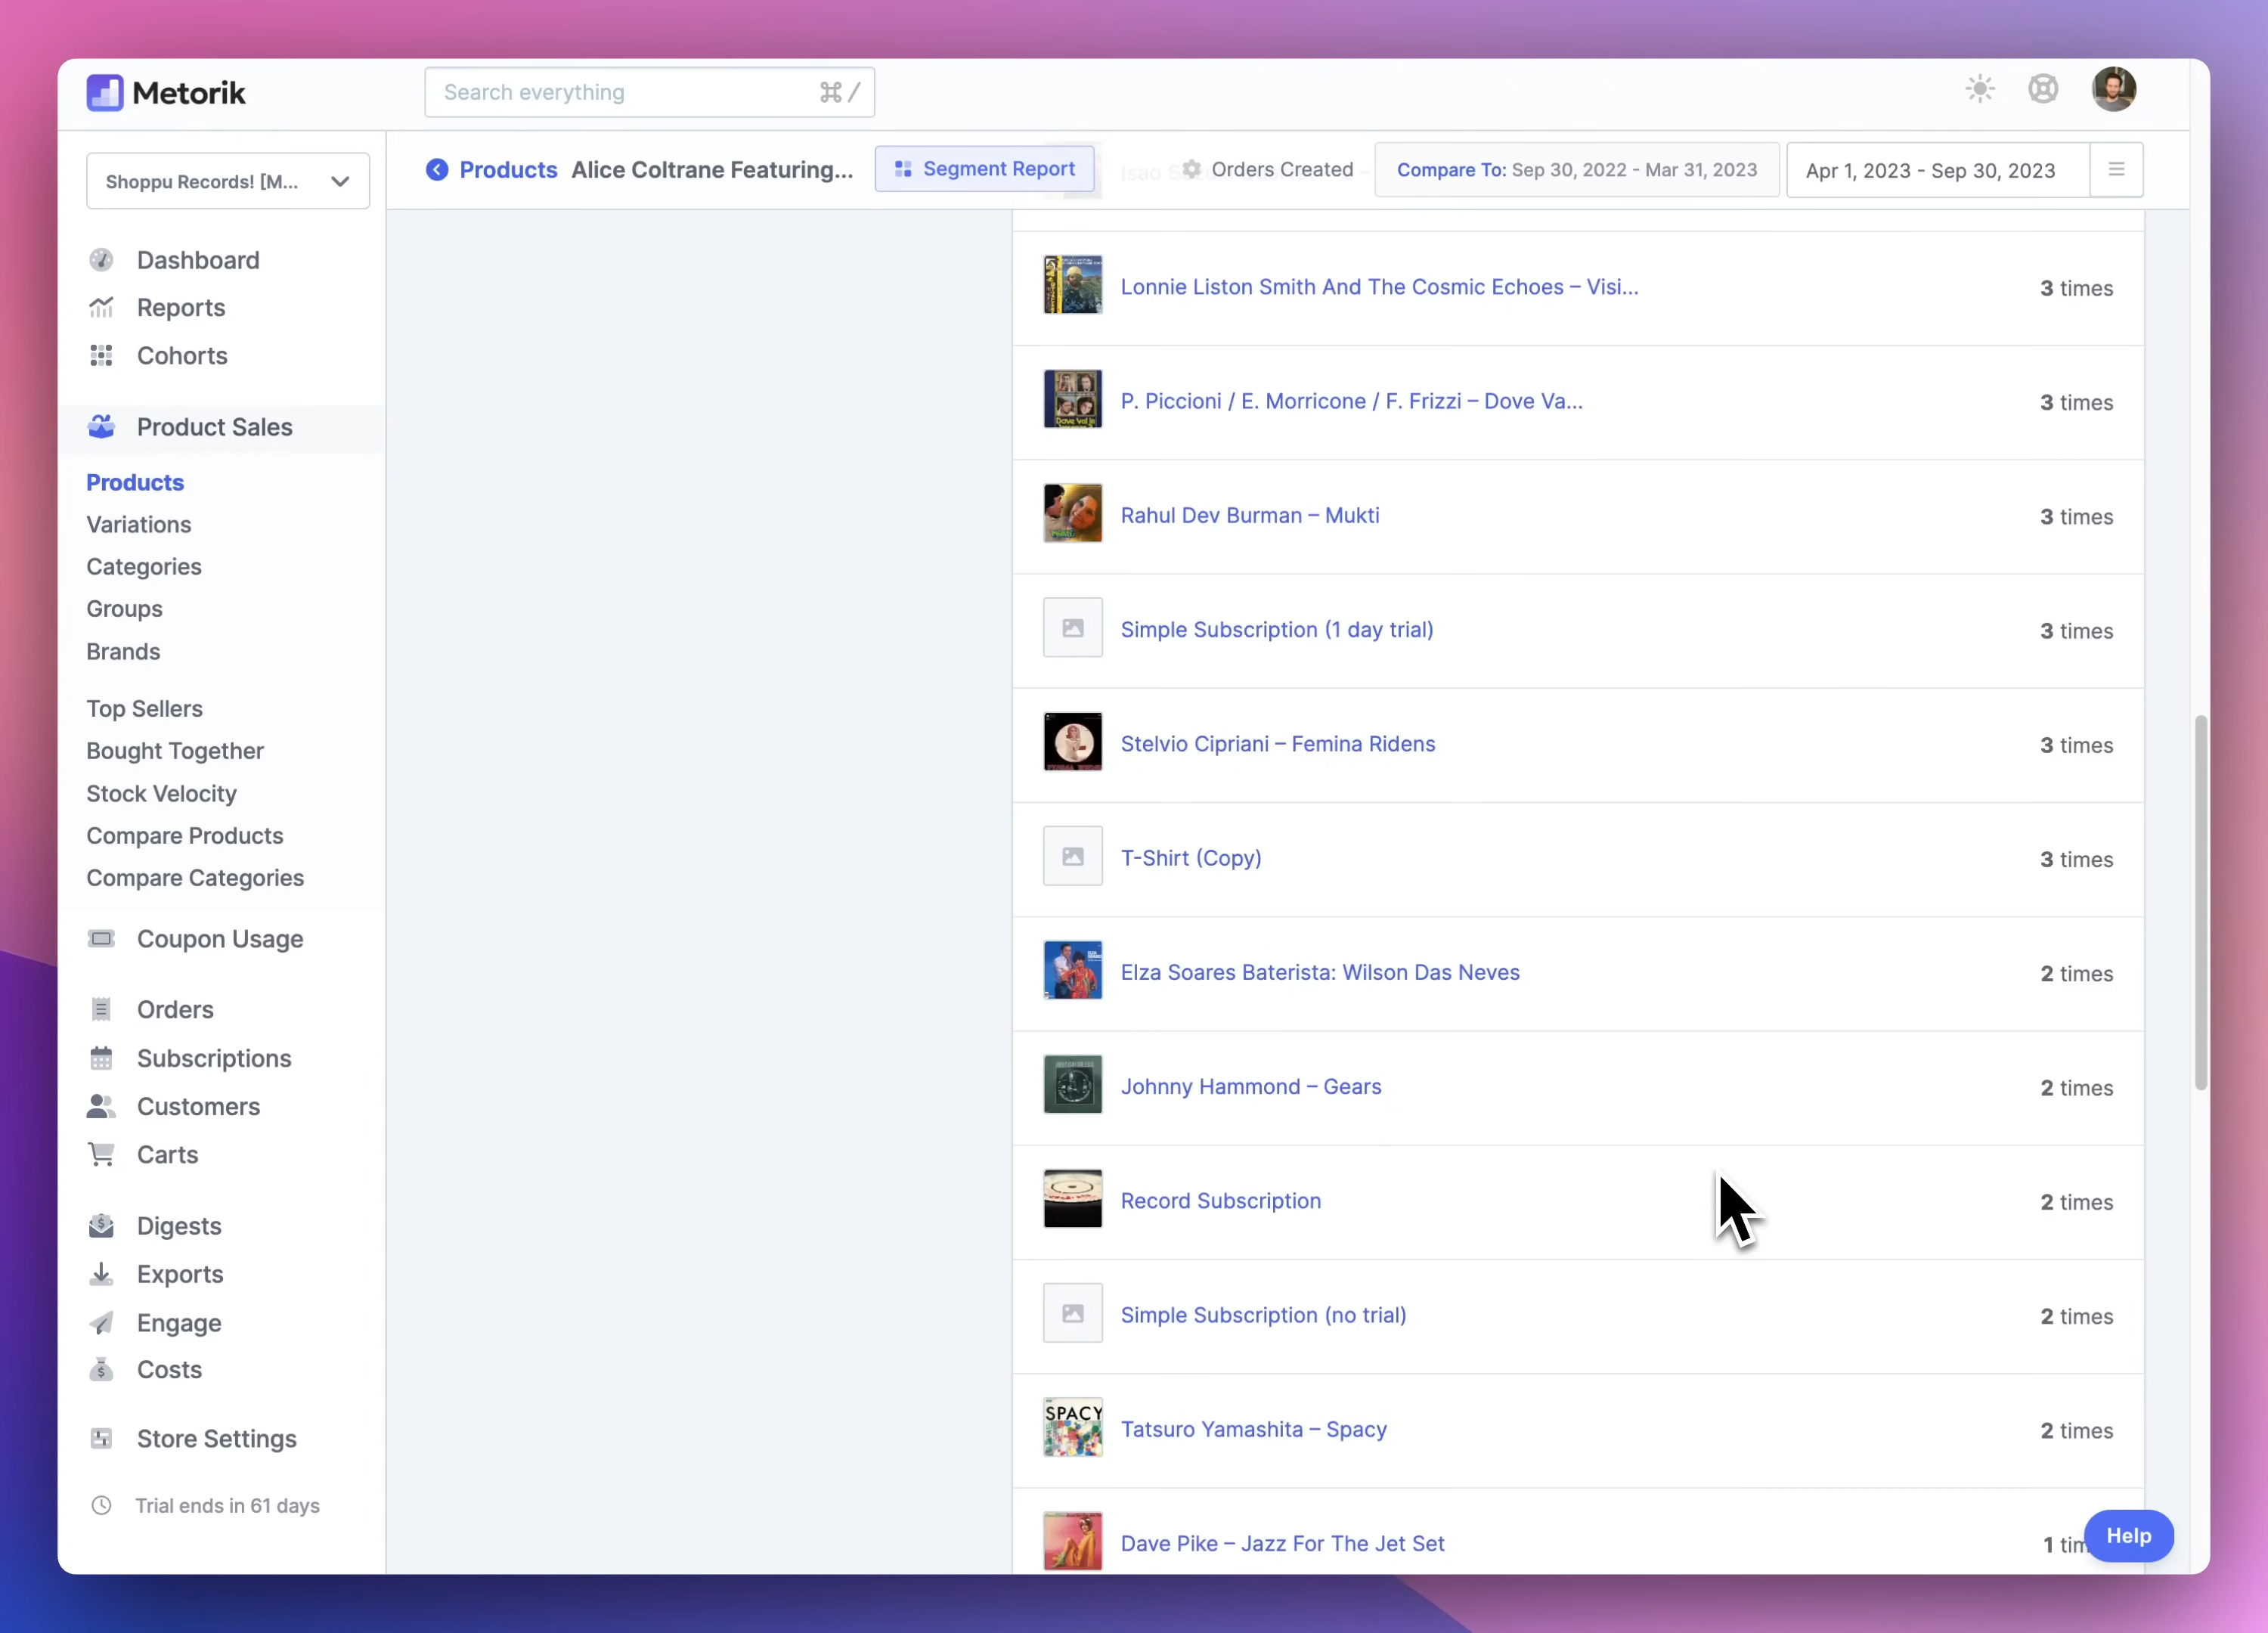 Metorik
Search everything
⌘ /
Shoppu Records! [M...
Products Alice Coltrane Featuring...
Segment Report
Orders Created
Compare To: Sep 30, 2022 - Mar 31, 2023
Apr 1, 2023 - Sep 30, 2023
Dashboard
Reports
Cohorts
Product Sales
Products
Variations
Categories
Groups
Brands
Top Sellers
Bought Together
Stock Velocity
Compare Products
Compare Categories
Coupon Usage
Orders
Subscriptions
Customers
Carts
Digests
Exports
Engage
Costs
Store Settings
Trial ends in 61 days
Lonnie Liston Smith And The Cosmic Echoes – Visi...
3 times
P. Piccioni / E. Morricone / F. Frizzi – Dove Va...
3 times
Rahul Dev Burman – Mukti
3 times
Simple Subscription (1 day trial)
3 times
Stelvio Cipriani – Femina Ridens
3 times
T-Shirt (Copy)
3 times
Elza Soares Baterista: Wilson Das Neves
2 times
Johnny Hammond – Gears
2 times
Record Subscription
2 times
Simple Subscription (no trial)
2 times
SPACY
Tatsuro Yamashita – Spacy
2 times
Dave Pike – Jazz For The Jet Set
1 tim
Help